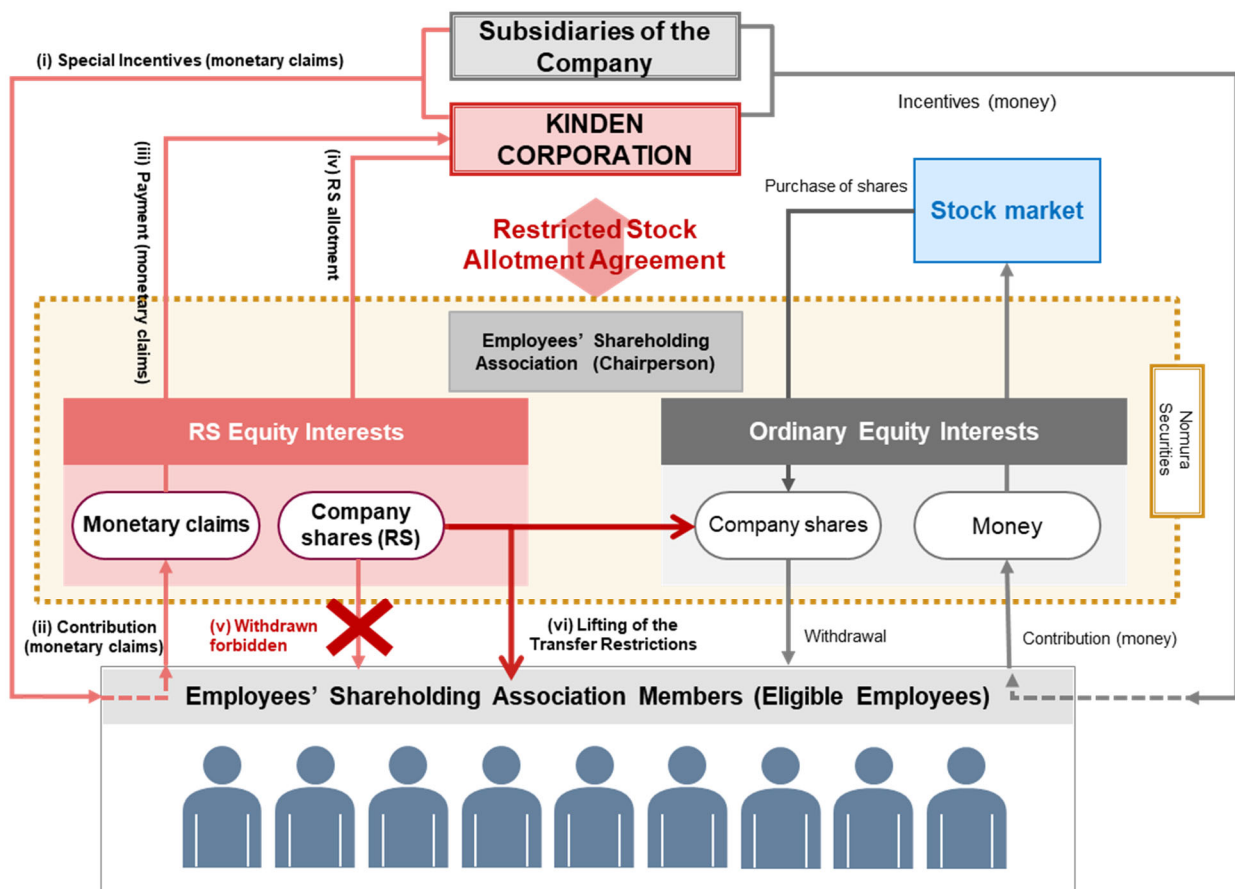 Subsidiaries of the
Company
(i) Special Incentives (monetary claims)
Incentives (money)
KINDEN
CORPORATION
(iii) Payment (monetary claims)
(iv) RS allotment
Purchase of shares
Stock market
Restricted Stock
Allotment Agreement
Employees' Shareholding
Association (Chairperson)
Nomura
Securities
RS Equity Interests
Ordinary Equity Interests
Monetary claims
Company
shares (RS)
Company shares
Money
(ii) Contribution
(monetary claims)
(v) Withdrawn
forbidden
(vi) Lifting of the
Transfer Restrictions
Withdrawal
Contribution (money)
Employees' Shareholding Association Members (Eligible Employees)